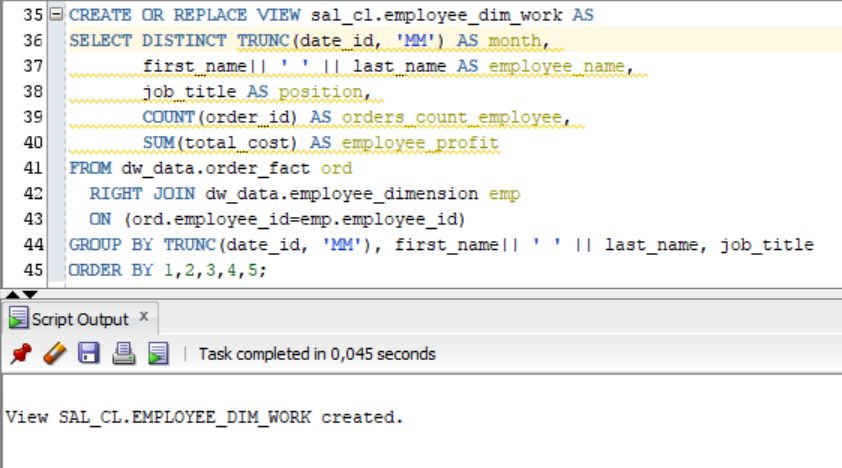 35 CREATE OR REPLACE VIEW sal_cl.employee_dim_work AS
36 SELECT DISTINCT TRUNC(date_id, 'MM') AS month,
37 first_name|| ' ' || last_name AS employee_name,
38 job_title AS position,
39 COUNT(order_id) AS orders_count_employee,
40 SUM(total_cost) AS employee_profit
41 FROM dw_data.order_fact ord
42 RIGHT JOIN dw_data.employee_dimension emp
43 ON (ord.employee_id=emp.employee_id)
44 GROUP BY TRUNC(date_id, 'MM'), first_name|| ' ' || last_name, job_title
45 ORDER BY 1,2,3,4,5;
Script Output x
Task completed in 0,045 seconds
View SAL_CL.EMPLOYEE_DIM_WORK created.